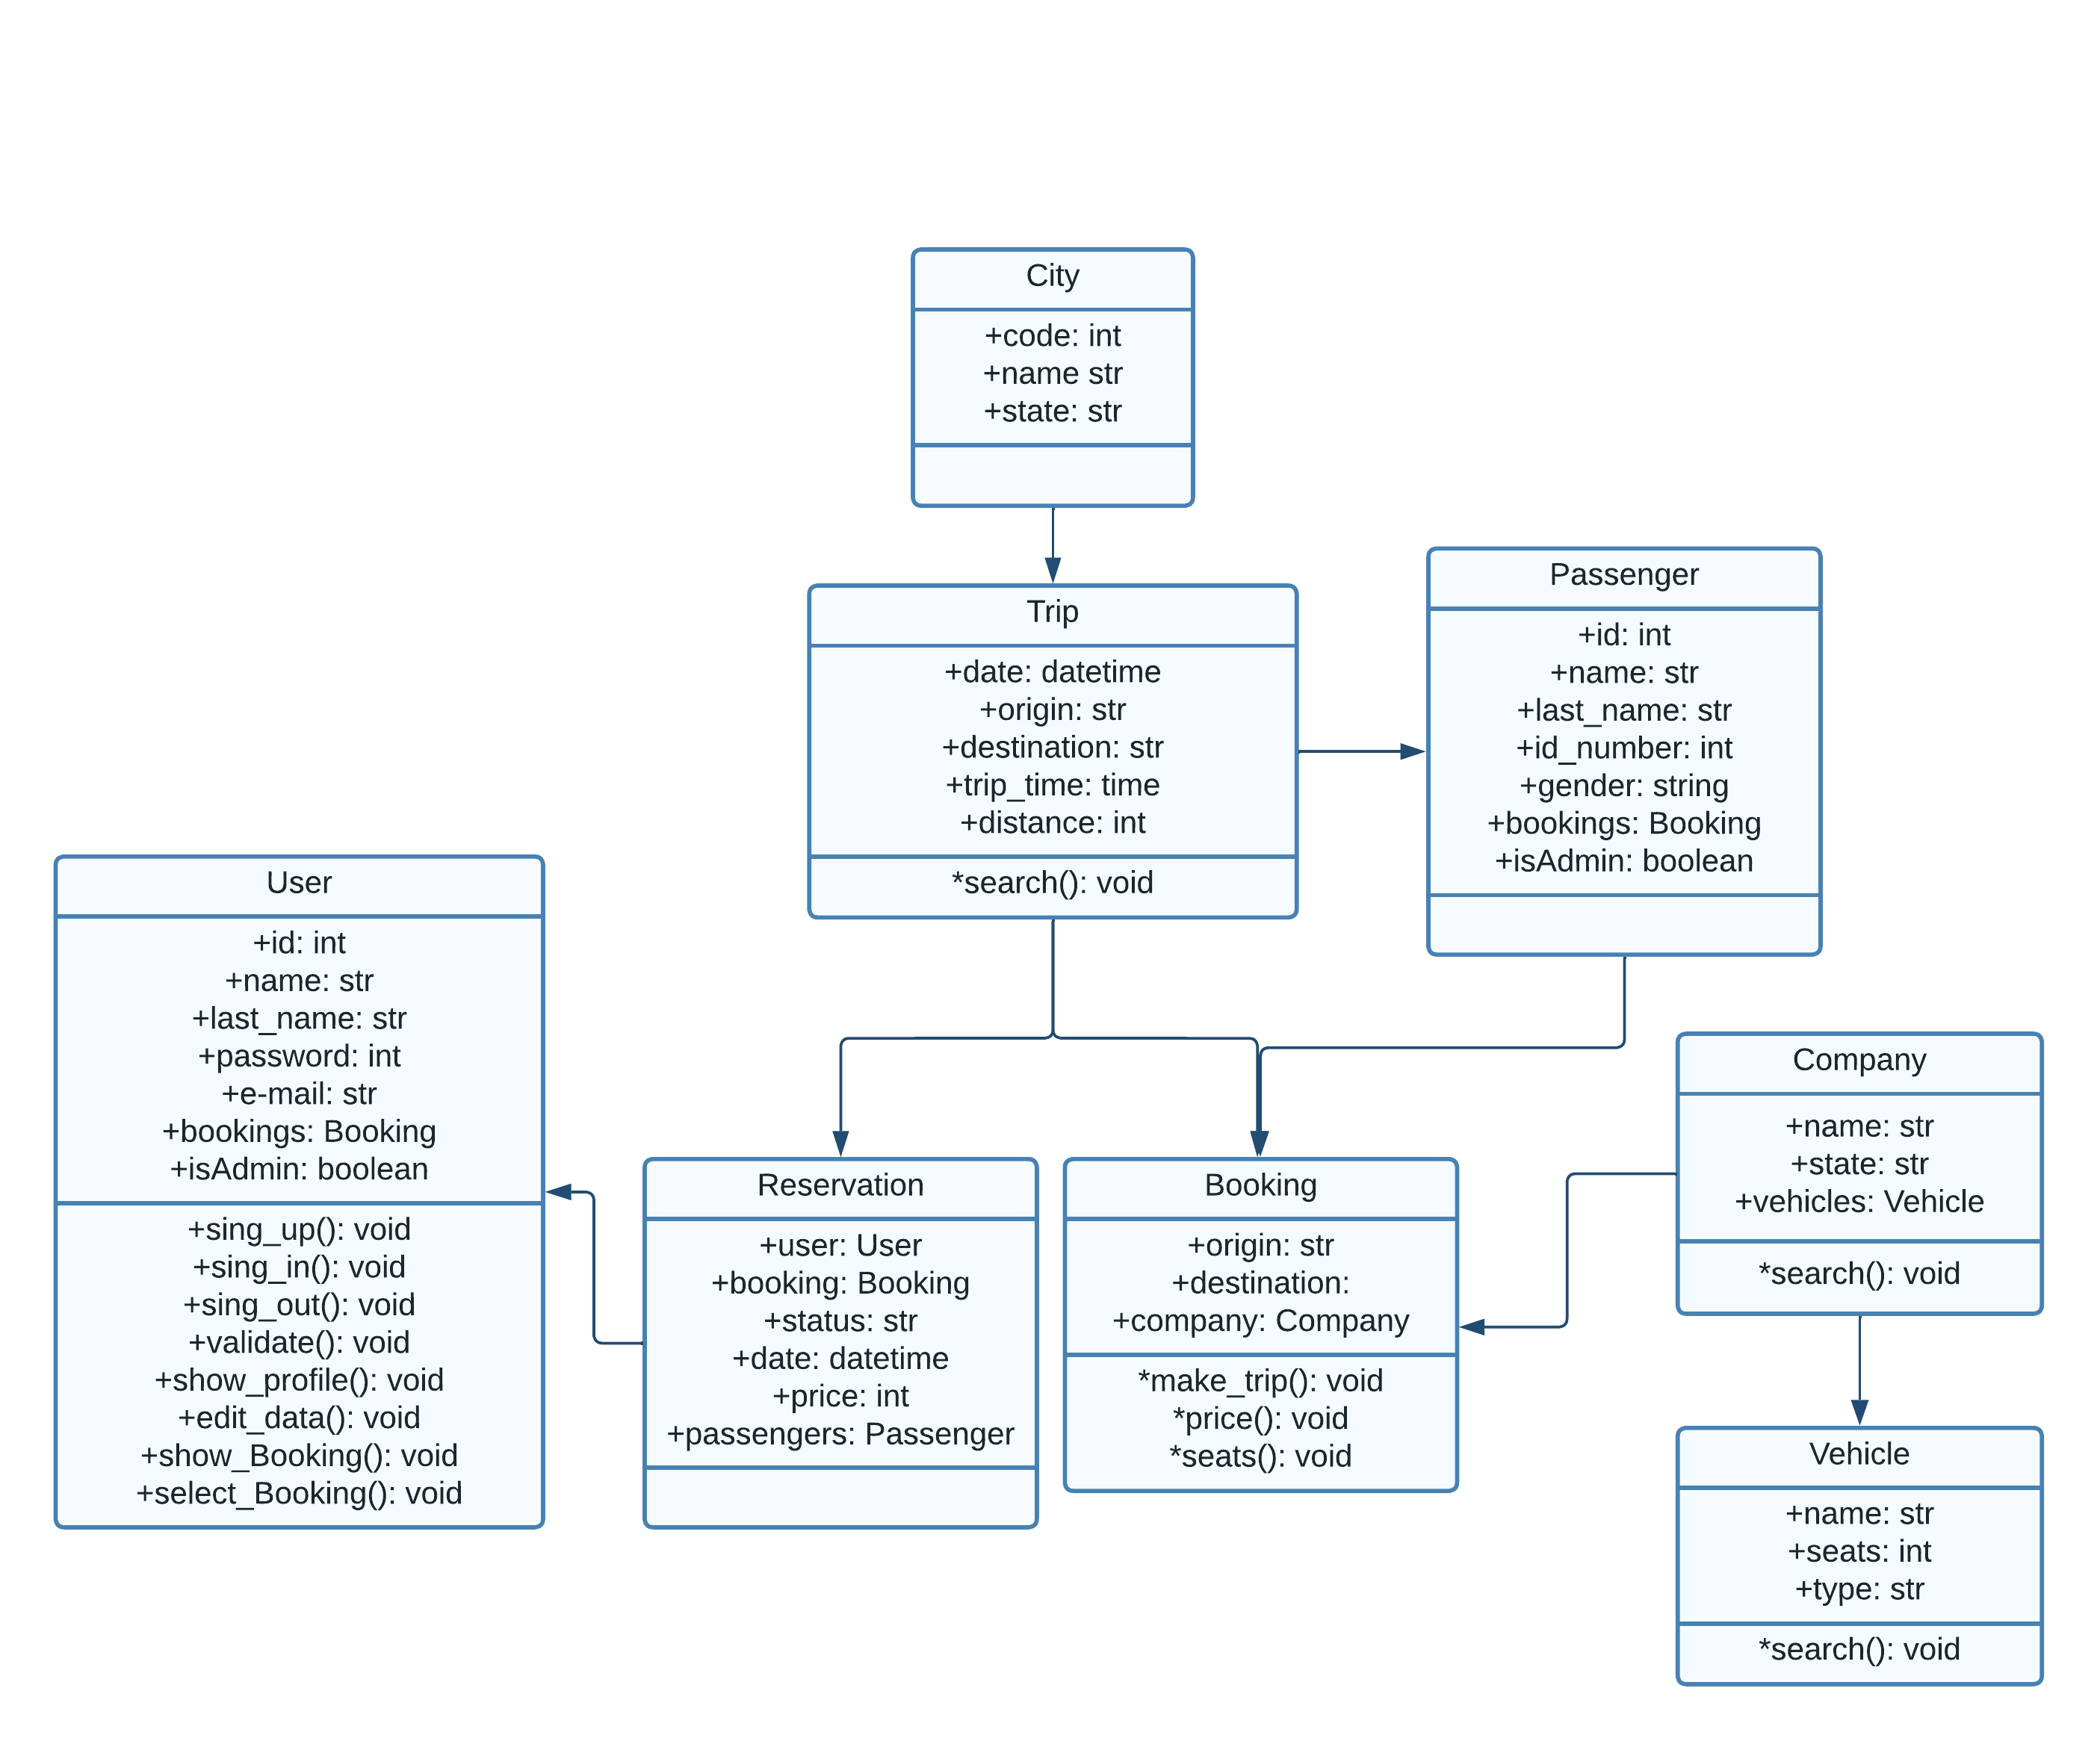 City
+code: int
+name str
+state: str
Trip
+date: datetime
+origin: str
+destination: str
+trip_time: time
+distance: int
*search(): void
Passenger
+id: int
+name: str
+last_name: str
+id_number: int
+gender: string
+bookings: Booking
+isAdmin: boolean
User
+id: int
+name: str
+last_name: str
+password: int
+e-mail: str
+bookings: Booking
+isAdmin: boolean
+sing_up(): void
+sing_in(): void
+sing_out(): void
+validate(): void
+show_profile(): void
+edit_data(): void
+show_Booking(): void
+select_Booking(): void
Reservation
+user: User
+booking: Booking
+status: str
+date: datetime
+price: int
+passengers: Passenger
Booking
+origin: str
+destination:
+company: Company
*make_trip(): void
*price(): void
*seats(): void
Company
+name: str
+state: str
+vehicles: Vehicle
*search(): void
Vehicle
+name: str
+seats: int
+type: str
*search(): void